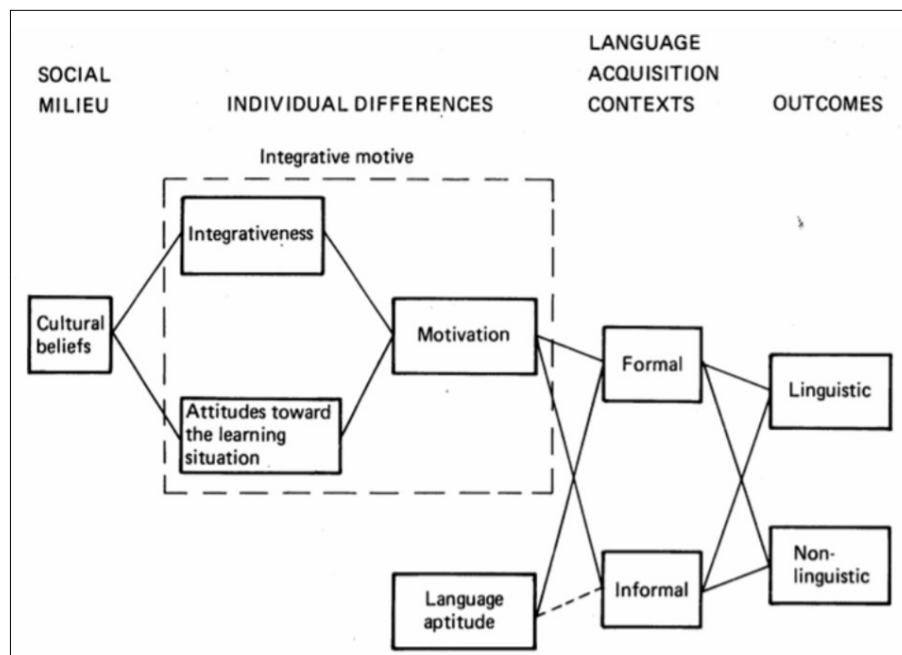 SOCIAL
MILIEU
INDIVIDUAL DIFFERENCES
LANGUAGE
ACQUISITION
CONTEXTS
OUTCOMES
Integrative motive
Integrativeness
Cultural
beliefs
Motivation
Attitudes toward
the learning
situation
Formal
Linguistic
Language
aptitude
Informal
Non-
linguistic